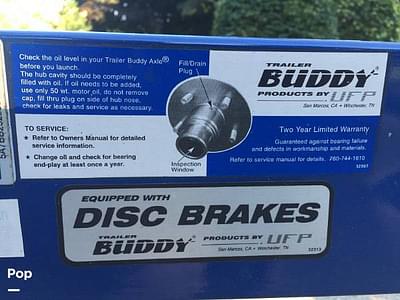 Check the oil level in your Trailer Buddy Axle®
before you launch.
The hub cavity should be completely
filled with oil. If oil needs to be added,
use only 50 wt. motor oil, do not remove
cap, fill thru plug on side of hub nose,
check for leaks and service as necessary.
TO SERVICE:
• Refer to Owners Manual for detailed
service information.
• Change oil and check for bearing
end-play at least once a year.
Fill/Drain
Plug
Inspection
Window
TRAILER
BUDDY®
PRODUCTS BY UFP
San Marcos, CA • Winchester, TN
Two Year Limited Warranty
Guaranteed against bearing failure
and defects in workmanship and materials.
Refer to service manual for details. 760-744-1610
EQUIPPED WITH
DISC BRAKES
TRAILER
BUDDY®
PRODUCTS BY UFP
San Marcos, CA • Winchester, TN
32313
Pop